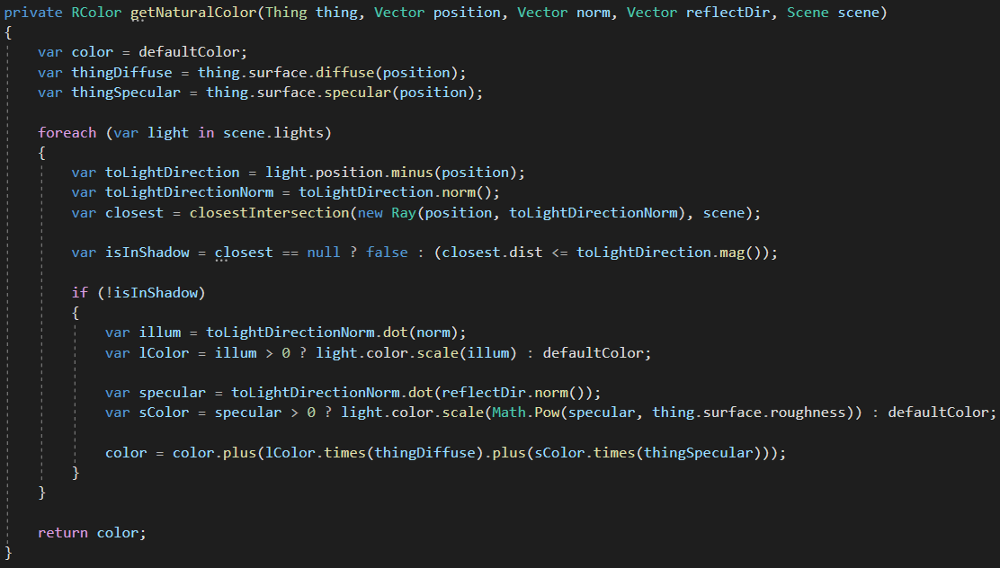 private RColor getNaturalColor(Thing thing, Vector position, Vector norm, Vector reflectDir, Scene scene)
{
    var color = defaultColor;
    var thingDiffuse = thing.surface.diffuse(position);
    var thingSpecular = thing.surface.specular(position);

    foreach (var light in scene.lights)
    {
        var toLightDirection = light.position.minus(position);
        var toLightDirectionNorm = toLightDirection.norm();
        var closest = closestIntersection(new Ray(position, toLightDirectionNorm), scene);

        var isInShadow = closest == null ? false : (closest.dist <= toLightDirection.mag());

        if (!isInShadow)
        {
            var illum = toLightDirectionNorm.dot(norm);
            var lColor = illum > 0 ? light.color.scale(illum) : defaultColor;

            var specular = toLightDirectionNorm.dot(reflectDir.norm());
            var sColor = specular > 0 ? light.color.scale(Math.Pow(specular, thing.surface.roughness)) : defaultColor;

            color = color.plus(lColor.times(thingDiffuse).plus(sColor.times(thingSpecular)));
        }
    }

    return color;
}